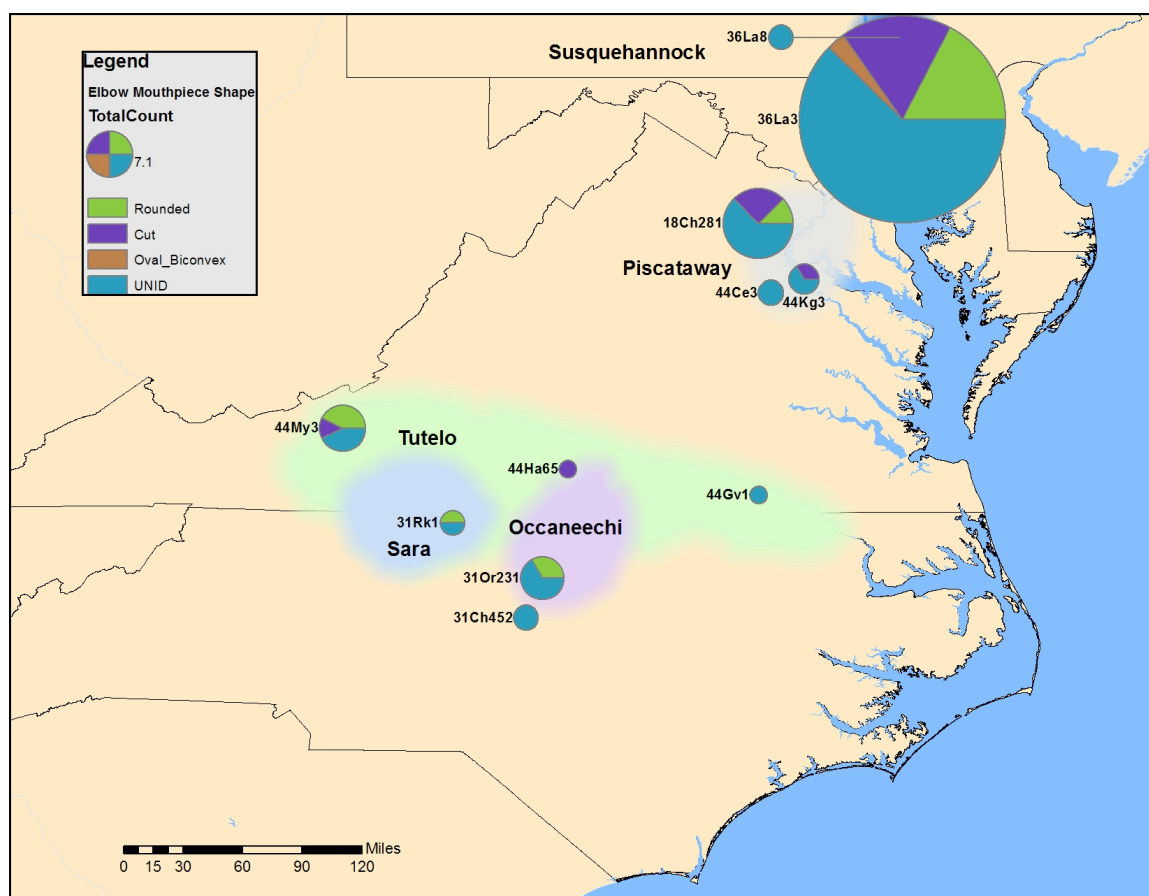 Legend
Elbow Mouthpiece Shape
TotalCount
7.1
Rounded
Cut
Oval_Biconvex
UNID
36La8
Susquehannock
36La3
18Ch281
Piscataway
44Ce3
44Kg3
44My3
Tutelo
44Ha65
44Gv1
31Rk1
Occaneechi
Sara
31Or231
31Ch452
Miles
0 15 30 60 90 120